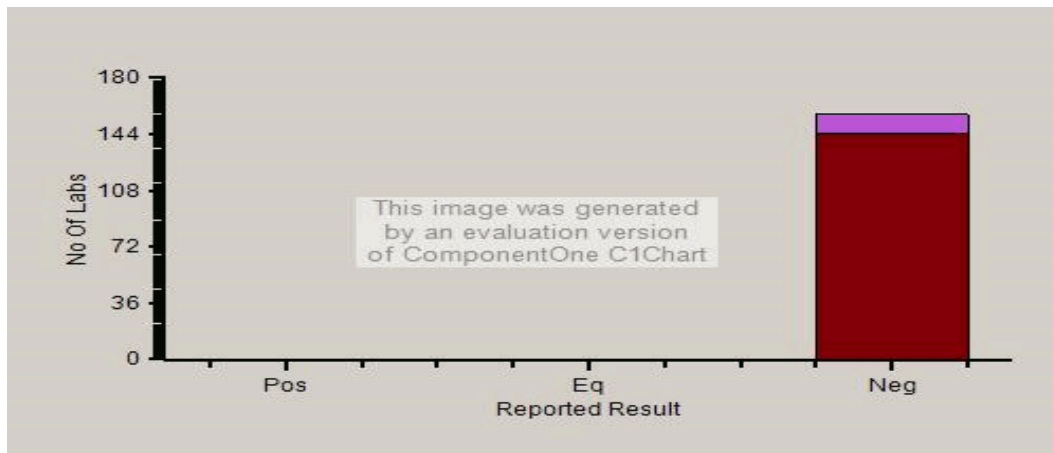 180
144
108
72
36
0
No Of Labs
This image was generated
by an evaluation version
of ComponentOne C1Chart
Pos Eq Neg
Reported Result